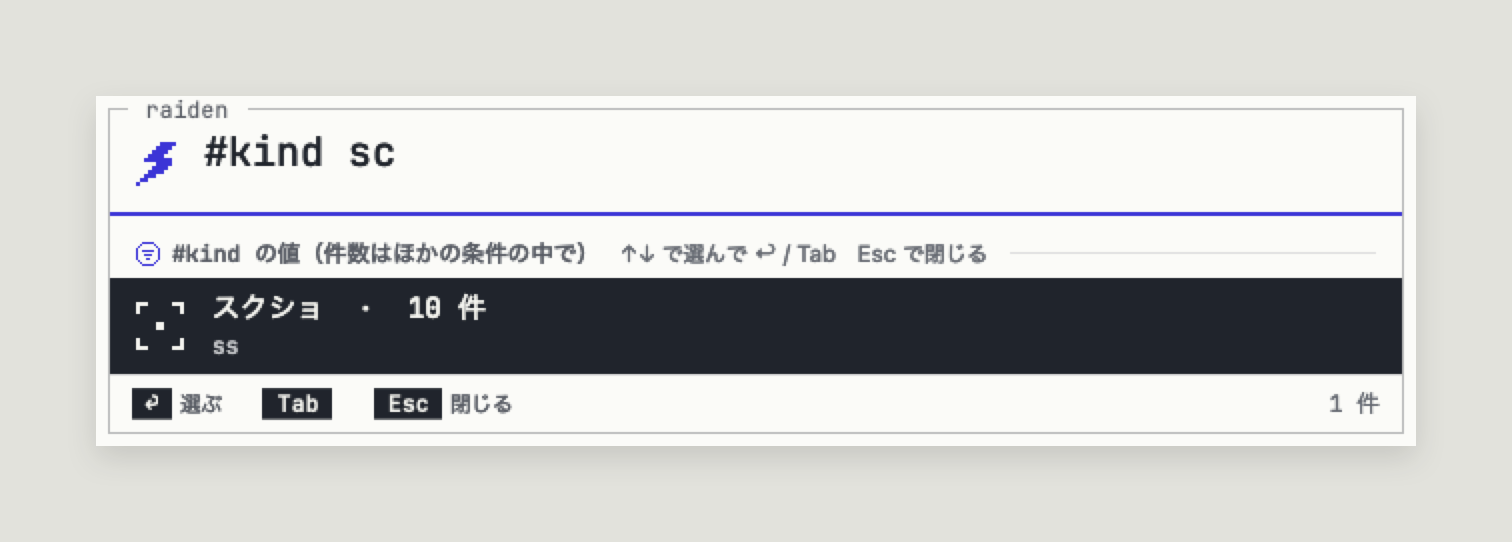 raiden
#kind sc
#kind の値（件数はほかの条件の中で） ↑↓ で選んで ⏎ / Tab Esc で閉じる
スクショ · 10 件
ss
⏎ 選ぶ Tab Esc 閉じる 1 件